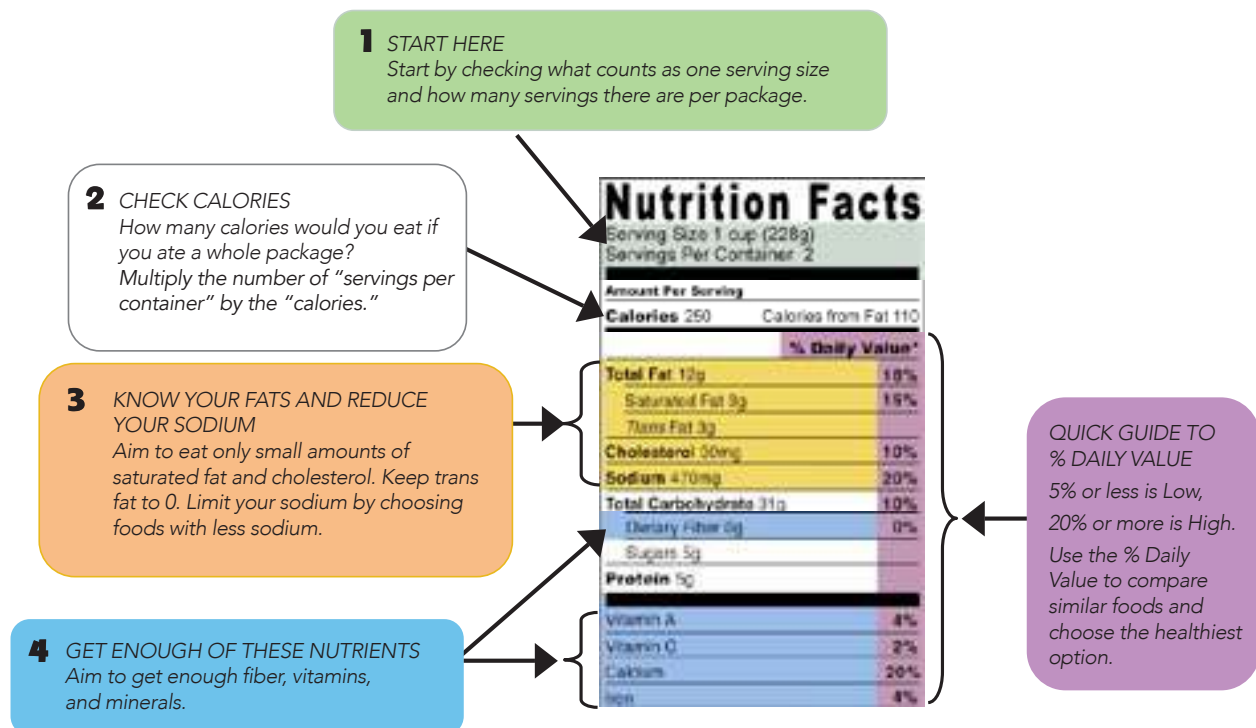 1 START HERE
Start by checking what counts as one serving size
and how many servings there are per package.
2 CHECK CALORIES
How many calories would you eat if
you ate a whole package?
Multiply the number of “servings per
container” by the “calories.”
3 KNOW YOUR FATS AND REDUCE
YOUR SODIUM
Aim to eat only small amounts of
saturated fat and cholesterol. Keep trans
fat to 0. Limit your sodium by choosing
foods with less sodium.
4 GET ENOUGH OF THESE NUTRIENTS
Aim to get enough fiber, vitamins,
and minerals.
Nutrition Facts
Serving Size 1 cup (228g)
Servings Per Container 2
Amount Per Serving
Calories 250 Calories from Fat 110
% Daily Value*
Total Fat 12g 18%
Saturated Fat 3g 15%
Trans Fat 3g
Cholesterol 30mg 10%
Sodium 470mg 20%
Total Carbohydrate 31g 10%
Dietary Fiber 0g 0%
Sugars 5g
Protein 5g
Vitamin A 4%
Vitamin C 2%
Calcium 20%
Iron 4%
QUICK GUIDE TO
% DAILY VALUE
5% or less is Low,
20% or more is High.
Use the % Daily
Value to compare
similar foods and
choose the healthiest
option.